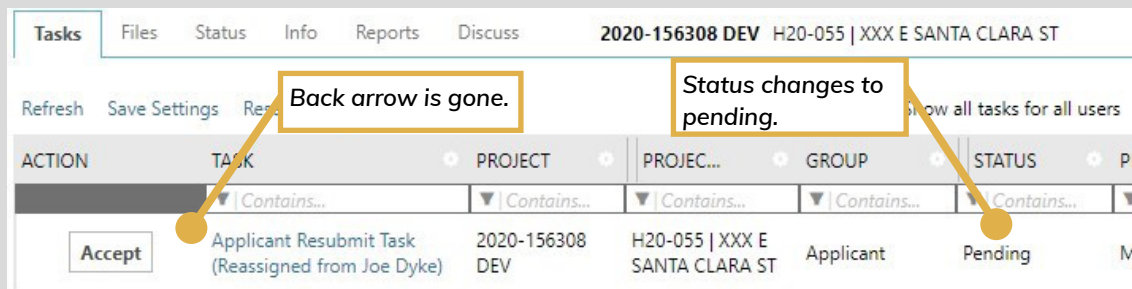 Tasks Files Status Info Reports Discuss 2020-156308 DEV H20-055 | XXX E SANTA CLARA ST
Back arrow is gone.
Status changes to
pending.
Refresh Save Settings all tasks for all users
ACTION TASK PROJECT PROJEC... GROUP STATUS P
Contains... Contains... Contains... Contains... Contains...
Accept
Applicant Resubmit Task
(Reassigned from Joe Dyke)
2020-156308
DEV
H20-055 | XXX E
SANTA CLARA ST
Applicant
Pending
M